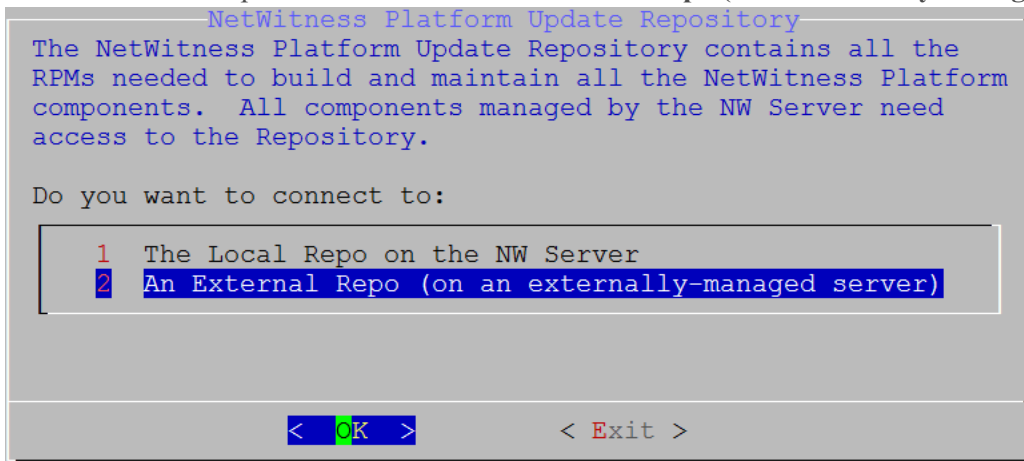 NetWitness Platform Update Repository
The NetWitness Platform Update Repository contains all the
RPMs needed to build and maintain all the NetWitness Platform
components.  All components managed by the NW Server need
access to the Repository.
Do you want to connect to:
1  The Local Repo on the NW Server
2  An External Repo (on an externally-managed server)
<  OK  >          < Exit >